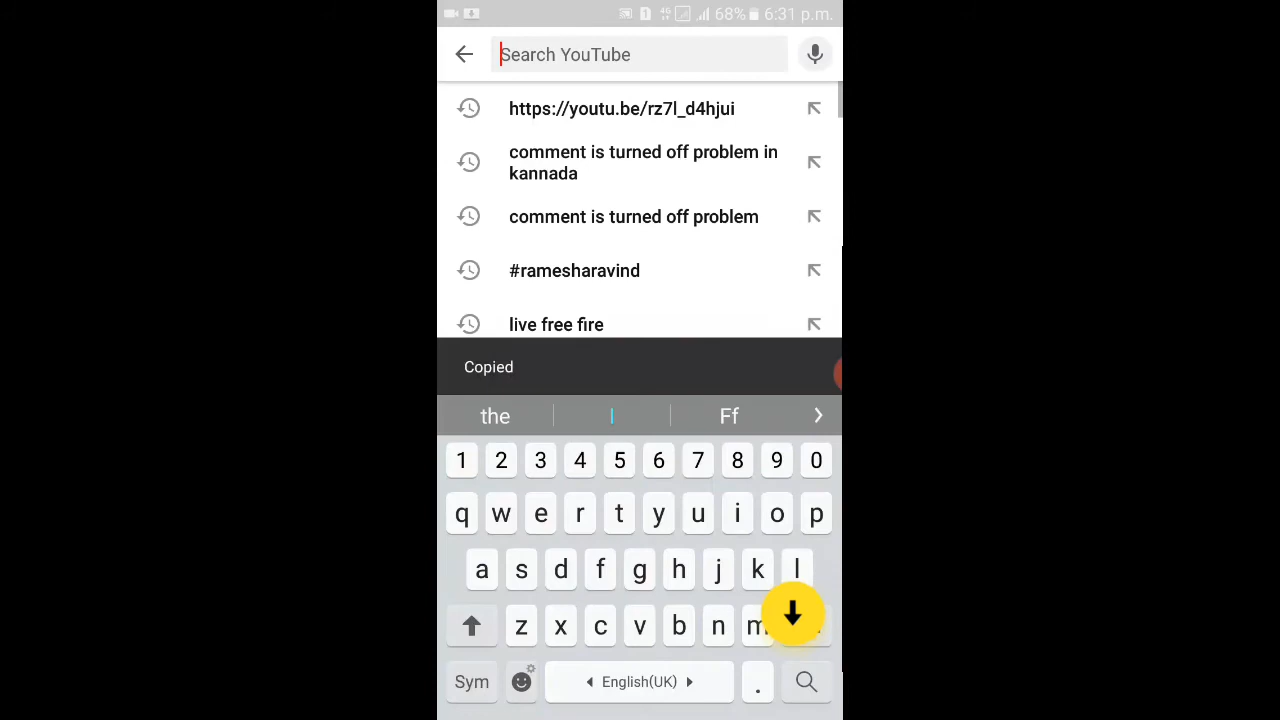 68% 6:31 p.m.
Search YouTube
https://youtu.be/rz7l_d4hjui
comment is turned off problem in
kannada
comment is turned off problem
#ramesharavind
live free fire
Copied
the I Ff
1 2 3 4 5 6 7 8 9 0
q w e r t y u i o p
a s d f g h j k l
z x c v b n m
Sym English(UK) .